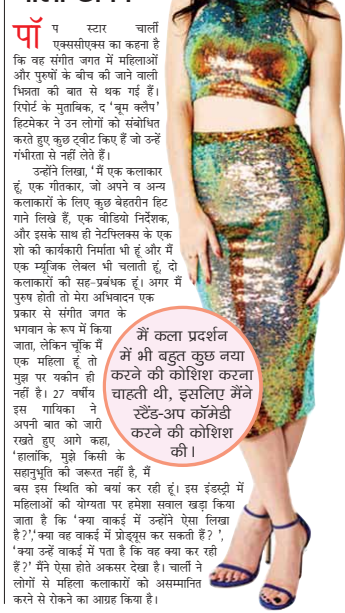 पॉप स्टार चार्ली
एक्ससीएक्स का कहना है
कि वह संगीत जगत में महिलाओं
और पुरुषों के बीच की जाने वाली
भिन्नता की बात से थक गई हैं।
रिपोर्ट के मुताबिक, द ‘बूम क्लैप’
हिटमेकर ने उन लोगों को संबोधित
करते हुए कुछ ट्वीट किए हैं जो उन्हें
गंभीरता से नहीं लेते हैं।
उन्होंने लिखा, ‘मैं एक कलाकार
हूं, एक गीतकार, जो अपने व अन्य
कलाकारों के लिए कुछ बेहतरीन हिट
गाने लिखे हैं, एक वीडियो निर्देशक,
और इसके साथ ही नेटफ्लिक्स के एक
शो की कार्यकारी निर्माता भी हूं और मैं
एक म्यूजिक लेबल भी चलाती हूं, दो
कलाकारों की सह-प्रबंधक हूं। अगर मैं
पुरुष होती तो मेरा अभिवादन एक
प्रकार से संगीत जगत के
भगवान के रूप में किया
जाता, लेकिन चूंकि मैं
एक महिला हूं तो
मुझ पर यकीन ही
नहीं है। 27 वर्षीय
इस गायिका ने
अपनी बात को जारी
रखते हुए आगे कहा,
‘हालांकि, मुझे किसी के
सहानुभूति की जरूरत नहीं है, मैं
बस इस स्थिति को बयां कर रही हूं। इस इंडस्ट्री में
महिलाओं की योग्यता पर हमेशा सवाल खड़ा किया
जाता है कि ‘क्या वाकई में उन्होंने ऐसा लिखा
है?’,‘क्या वह वाकई में प्रोड्यूस कर सकती हैं? ’,
‘क्या उन्हें वाकई में पता है कि वह क्या कर रही
हैं?’ मैंने ऐसा होते अकसर देखा है। चार्ली ने
लोगों से महिला कलाकारों को असम्मानित
करने से रोकने का आग्रह किया है।
मैं कला प्रदर्शन
में भी बहुत कुछ नया
करने की कोशिश करना
चाहती थी, इसलिए मैंने
स्टैंड-अप कॉमेडी
करने की कोशिश
की।